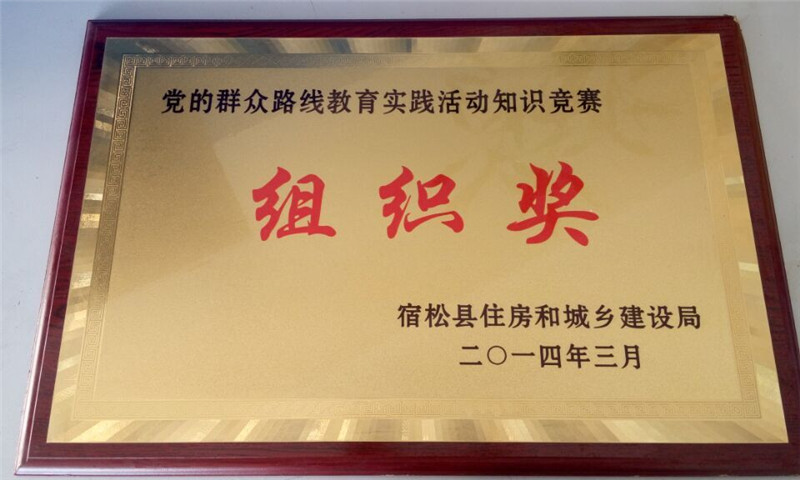 党的群众路线教育实践活动知识竞赛
组织奖
宿松县住房和城乡建设局
二〇一四年三月